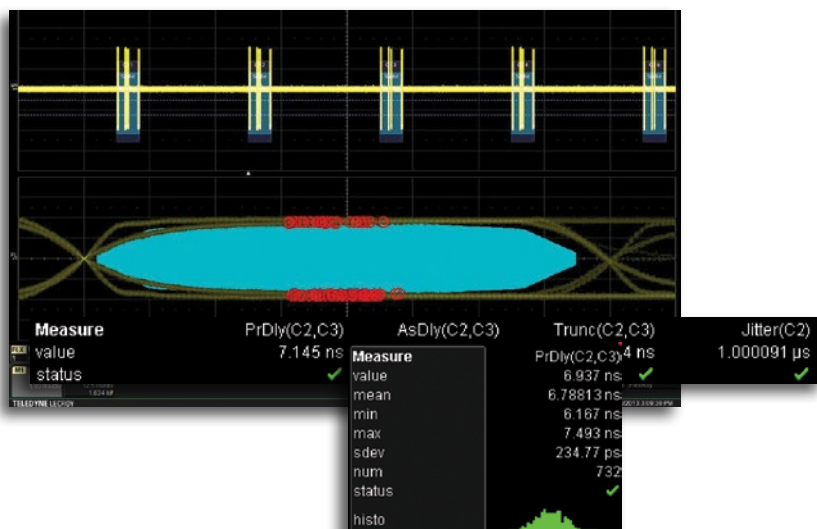 Measure PrDly(C2,C3) AsDly(C2,C3) Trunc(C2,C3) Jitter(C2)
value 7.145 ns 4 ns 1.000091 µs
status
TELEDYNE LECROY
Measure PrDly(C2,C3)
value 6.937 ns
mean 6.78813 ns
min 6.167 ns
max 7.493 ns
sdev 234.77 ps
num 732
status
histo